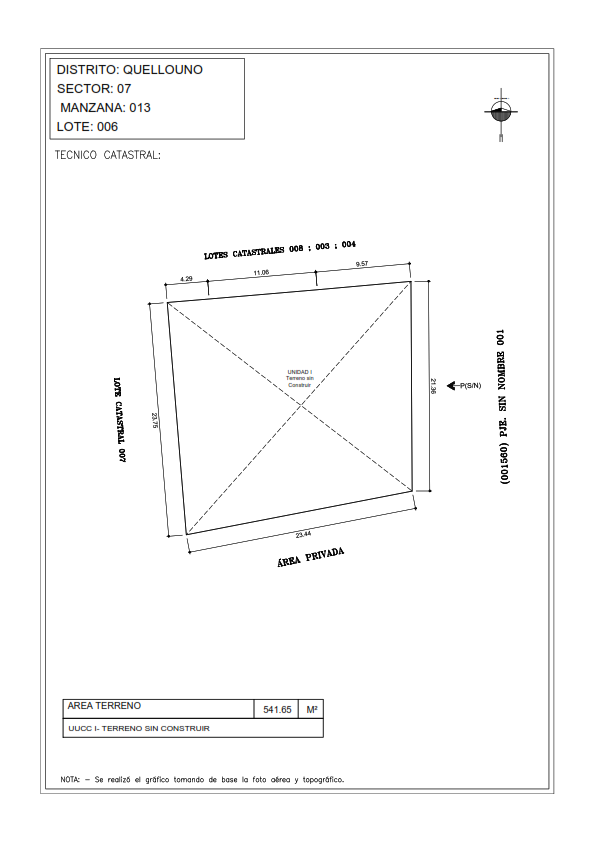 DISTRITO: QUELLOUNO
SECTOR: 07
MANZANA: 013
LOTE: 006
TECNICO CATASTRAL:
LOTES CATASTRALES 008 ; 003 ; 004
4.29
11.06
9.57
UNIDAD I
Terreno sin
Construir
LOTE CATASTRAL 007
23.75
21.36
P(S/N)
(001560) PJE. SIN NOMBRE 001
23.44
ÁREA PRIVADA
AREA TERRENO 541.65 M²
UUCC I- TERRENO SIN CONSTRUIR
NOTA: - Se realizó el gráfico tomando de base la foto aérea y topográfico.